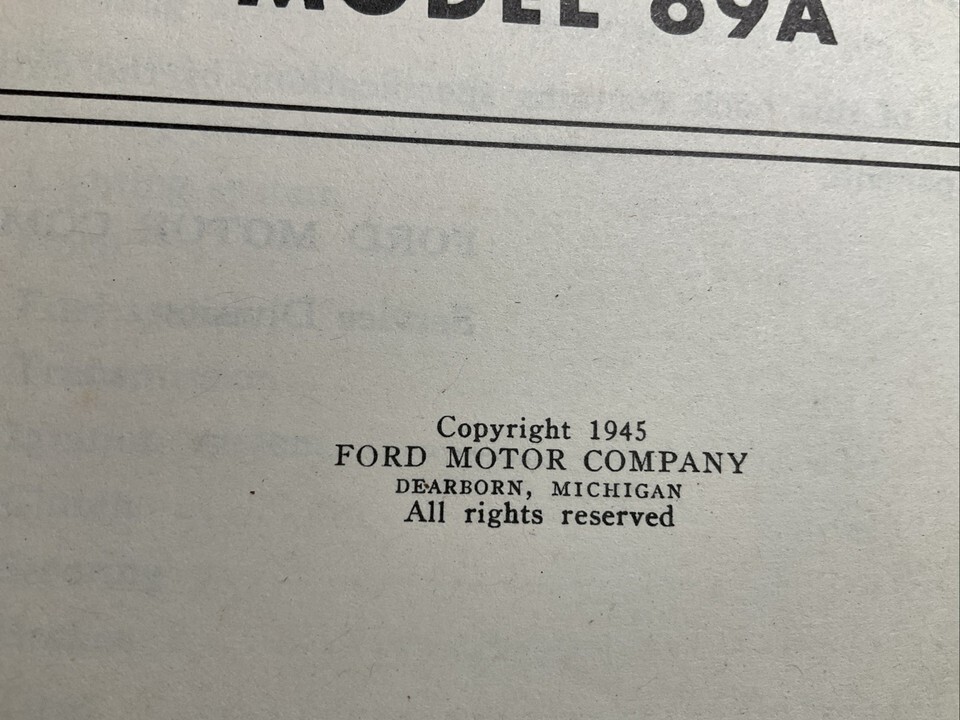 MODEL 69A
Copyright 1945
FORD MOTOR COMPANY
DEARBORN, MICHIGAN
All rights reserved